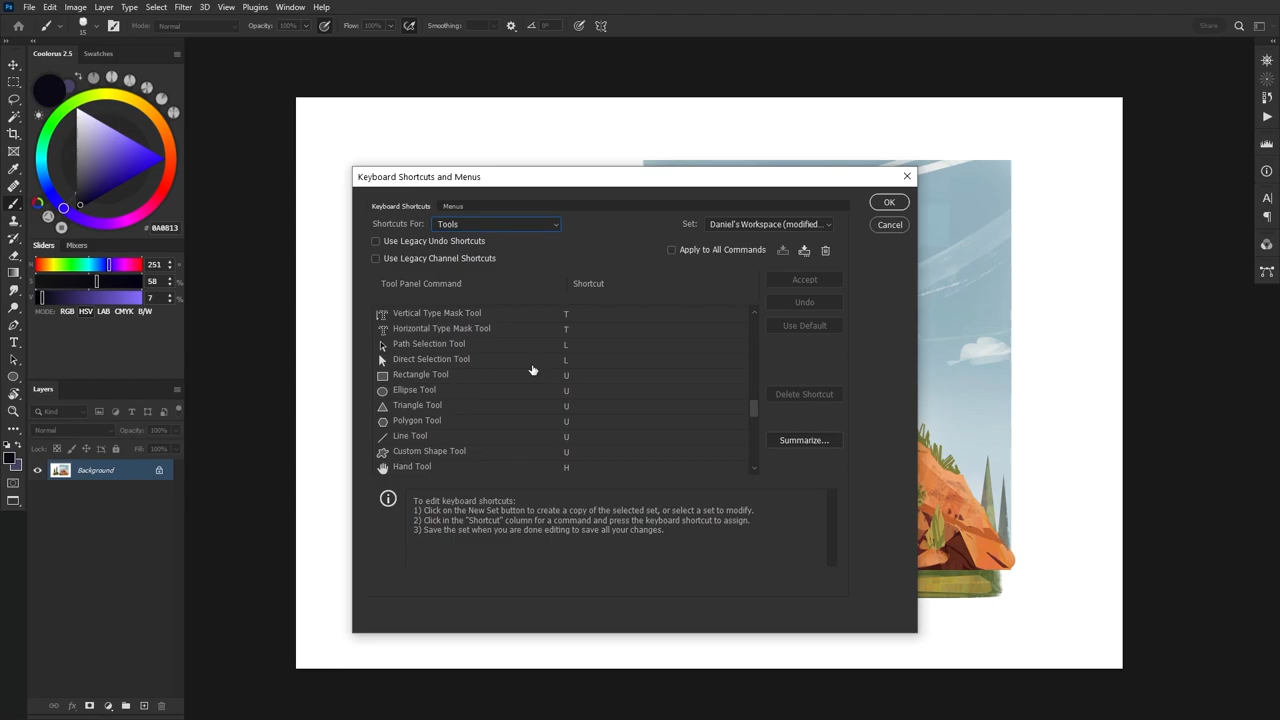 Ps File Edit Image Layer Type Select Filter 3D View Plugins Window Help
15 Mode: Normal Opacity: 100% Flow: 100% Smoothing: 0° Share
Coolorus 2.5 Swatches
# 0A0813
Sliders Mixers
H 251 °
S 58 %
V 7 %
MODE: RGB HSV LAB CMYK B/W
Layers
Kind
Normal Opacity: 100%
Lock: Fill: 100%
Background
Keyboard Shortcuts and Menus
Keyboard Shortcuts Menus
Shortcuts For: Tools Set: Daniel's Workspace (modified...
OK
Cancel
Use Legacy Undo Shortcuts
Apply to All Commands
Use Legacy Channel Shortcuts
Tool Panel Command Shortcut
Accept
Undo
Use Default
Delete Shortcut
Summarize...
Vertical Type Mask Tool T
Horizontal Type Mask Tool T
Path Selection Tool L
Direct Selection Tool L
Rectangle Tool U
Ellipse Tool U
Triangle Tool U
Polygon Tool U
Line Tool U
Custom Shape Tool U
Hand Tool H
To edit keyboard shortcuts:
1) Click on the New Set button to create a copy of the selected set, or select a set to modify.
2) Click in the "Shortcut" column for a command and press the keyboard shortcut to assign.
3) Save the set when you are done editing to save all your changes.